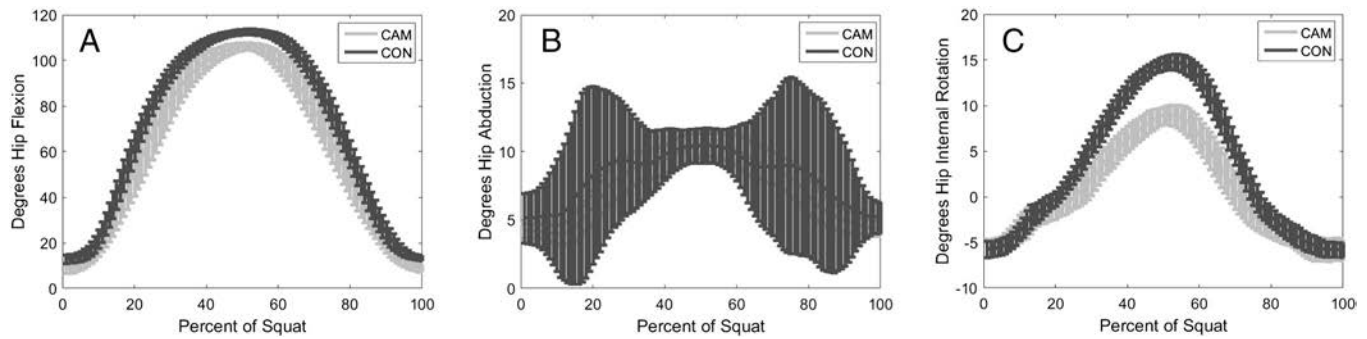 A
CAM
CON
Degrees Hip Flexion
120
100
80
60
40
20
0
0 20 40 60 80 100
Percent of Squat
B
CAM
CON
Degrees Hip Abduction
20
15
10
5
0
0 20 40 60 80 100
Percent of Squat
C
CAM
CON
Degrees Hip Internal Rotation
20
15
10
5
0
-5
-10
0 20 40 60 80 100
Percent of Squat